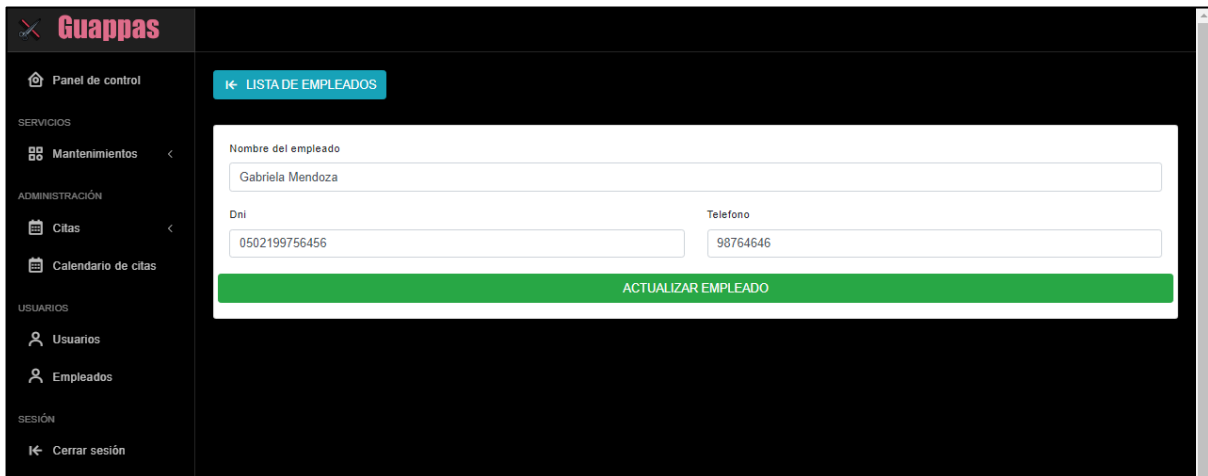 Guappas
Panel de control
SERVICIOS
Mantenimientos
ADMINISTRACIÓN
Citas
Calendario de citas
USUARIOS
Usuarios
Empleados
SESIÓN
Cerrar sesión
LISTA DE EMPLEADOS
Nombre del empleado
Gabriela Mendoza
Dni Telefono
0502199756456 98764646
ACTUALIZAR EMPLEADO